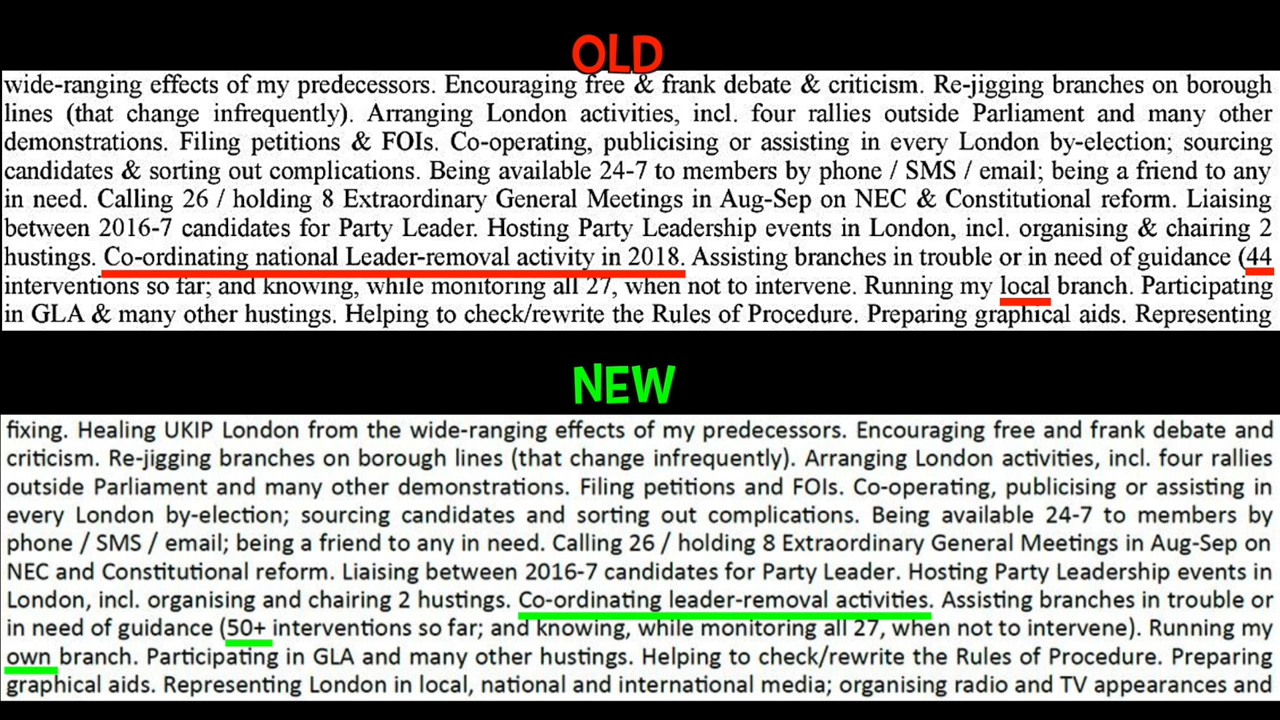 OLD
wide-ranging effects of my predecessors. Encouraging free & frank debate & criticism. Re-jigging branches on borough
lines (that change infrequently). Arranging London activities, incl. four rallies outside Parliament and many other
demonstrations. Filing petitions & FOIs. Co-operating, publicising or assisting in every London by-election; sourcing
candidates & sorting out complications. Being available 24-7 to members by phone / SMS / email; being a friend to any
in need. Calling 26 / holding 8 Extraordinary General Meetings in Aug-Sep on NEC & Constitutional reform. Liaising
between 2016-7 candidates for Party Leader. Hosting Party Leadership events in London, incl. organising & chairing 2
hustings. Co-ordinating national Leader-removal activity in 2018. Assisting branches in trouble or in need of guidance (44
interventions so far; and knowing, while monitoring all 27, when not to intervene. Running my local branch. Participating
in GLA & many other hustings. Helping to check/rewrite the Rules of Procedure. Preparing graphical aids. Representing
NEW
fixing. Healing UKIP London from the wide-ranging effects of my predecessors. Encouraging free and frank debate and
criticism. Re-jigging branches on borough lines (that change infrequently). Arranging London activities, incl. four rallies
outside Parliament and many other demonstrations. Filing petitions and FOIs. Co-operating, publicising or assisting in
every London by-election; sourcing candidates and sorting out complications. Being available 24-7 to members by
phone / SMS / email; being a friend to any in need. Calling 26 / holding 8 Extraordinary General Meetings in Aug-Sep on
NEC and Constitutional reform. Liaising between 2016-7 candidates for Party Leader. Hosting Party Leadership events in
London, incl. organising and chairing 2 hustings. Co-ordinating leader-removal activities. Assisting branches in trouble or
in need of guidance (50+ interventions so far; and knowing, while monitoring all 27, when not to intervene). Running my
own branch. Participating in GLA and many other hustings. Helping to check/rewrite the Rules of Procedure. Preparing
graphical aids. Representing London in local, national and international media; organising radio and TV appearances and